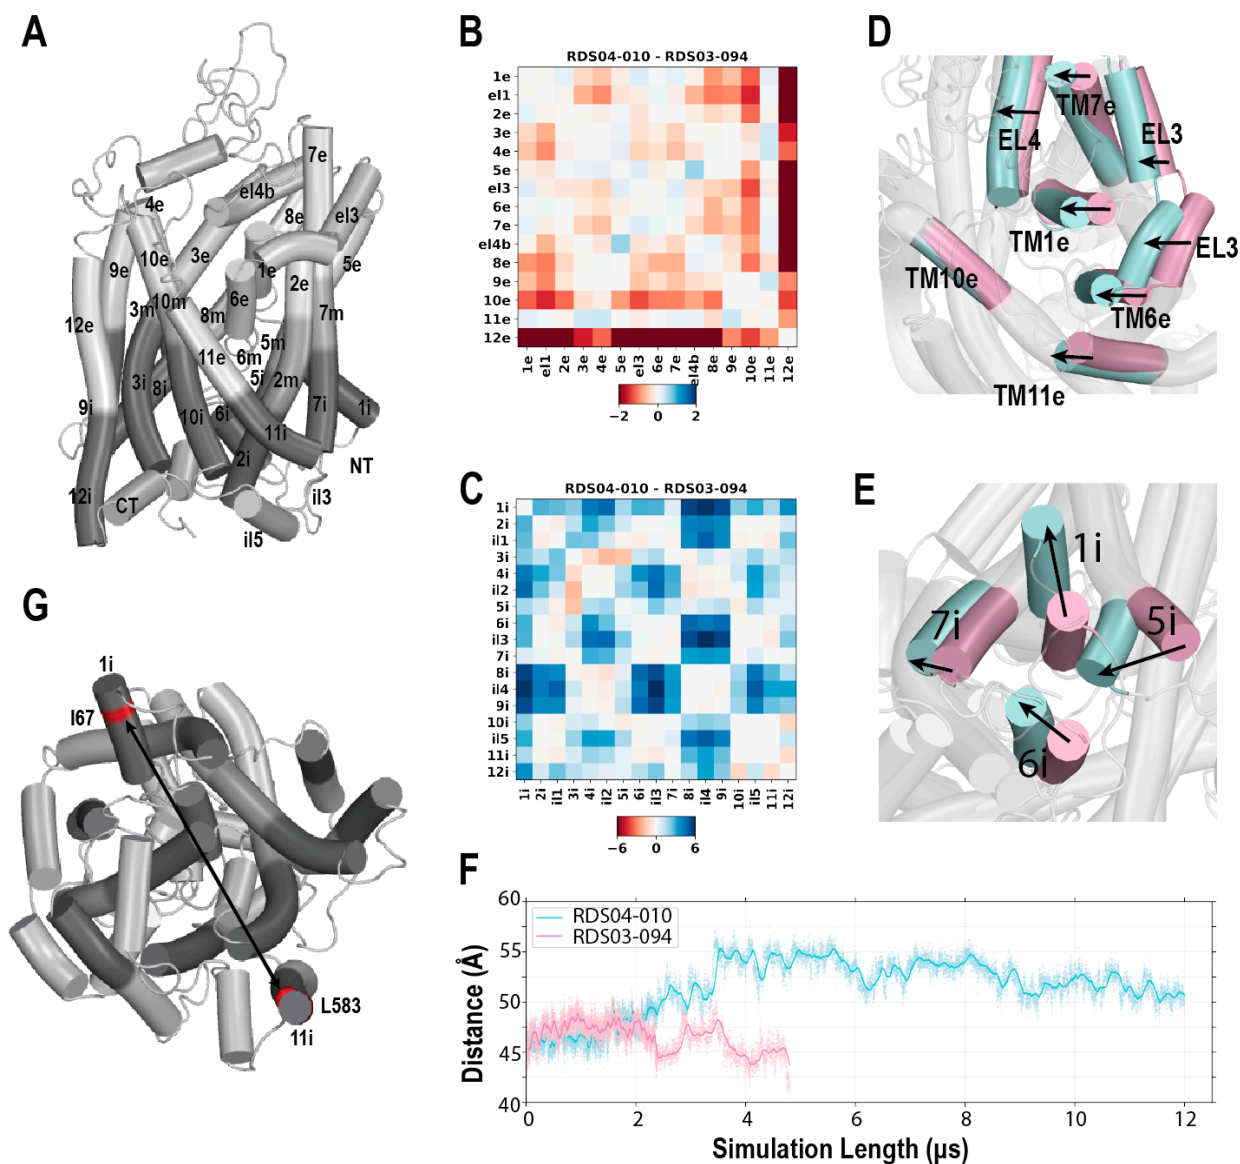 A
7e
el4b
4e
8e
el3
10e
3e
9e
1e
5e
2e
6e
10m
3m
8m
7m
12e
5m
11e
6m
5i
2m
3i
8i
9i
10i
6i
7i
1i
11i
2i
NT
12i
CT
il3
il5
B
RDS04-010 - RDS03-094
1e
el1
2e
3e
4e
5e
el3
6e
7e
el4b
8e
9e
10e
11e
12e
1e
el1
2e
3e
4e
5e
el3
6e
7e
el4b
8e
9e
10e
11e
12e
−2 0 2
D
TM7e
EL4
EL3
TM1e
EL3
TM10e
TM6e
TM11e
C
RDS04-010 - RDS03-094
1i
2i
il1
3i
4i
il2
5i
6i
il3
7i
8i
il4
9i
10i
il5
11i
12i
1i
2i
il1
3i
4i
il2
5i
6i
il3
7i
8i
il4
9i
10i
il5
11i
12i
−6 0 6
E
1i
7i
5i
6i
G
1i
I67
L583
11i
F
RDS04-010
RDS03-094
Distance (Å)
60
55
50
45
40
0 2 4 6 8 10 12
Simulation Length (µs)